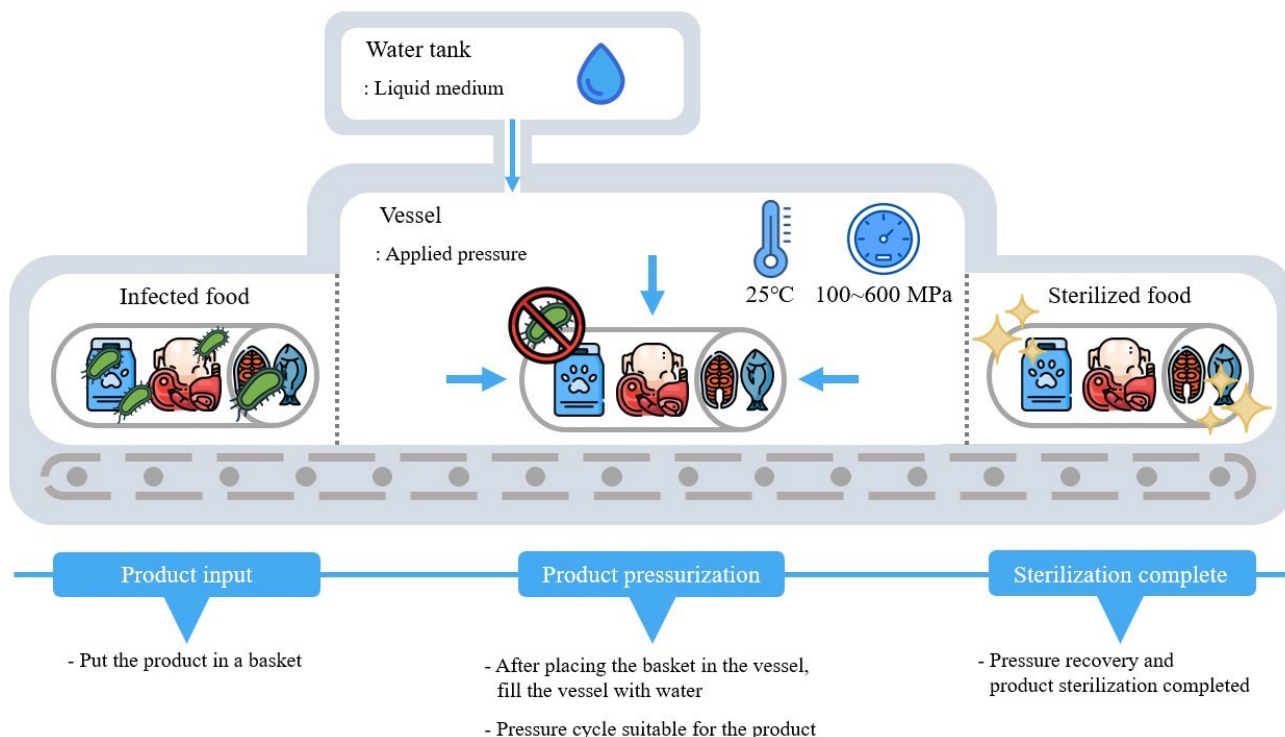 Water tank
: Liquid medium
Vessel
: Applied pressure
25℃
100~600 MPa
Infected food
Sterilized food
Product input
Product pressurization
Sterilization complete
- Put the product in a basket
- After placing the basket in the vessel,
fill the vessel with water
- Pressure cycle suitable for the product
- Pressure recovery and
product sterilization completed